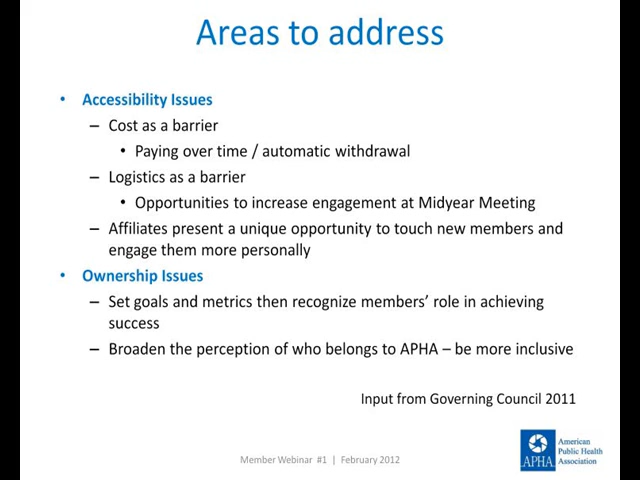 Areas to address
• Accessibility Issues
– Cost as a barrier
• Paying over time / automatic withdrawal
– Logistics as a barrier
• Opportunities to increase engagement at Midyear Meeting
– Affiliates present a unique opportunity to touch new members and
engage them more personally
• Ownership Issues
– Set goals and metrics then recognize members’ role in achieving
success
– Broaden the perception of who belongs to APHA – be more inclusive
Input from Governing Council 2011
Member Webinar #1 | February 2012
APHA
American
Public Health
Association